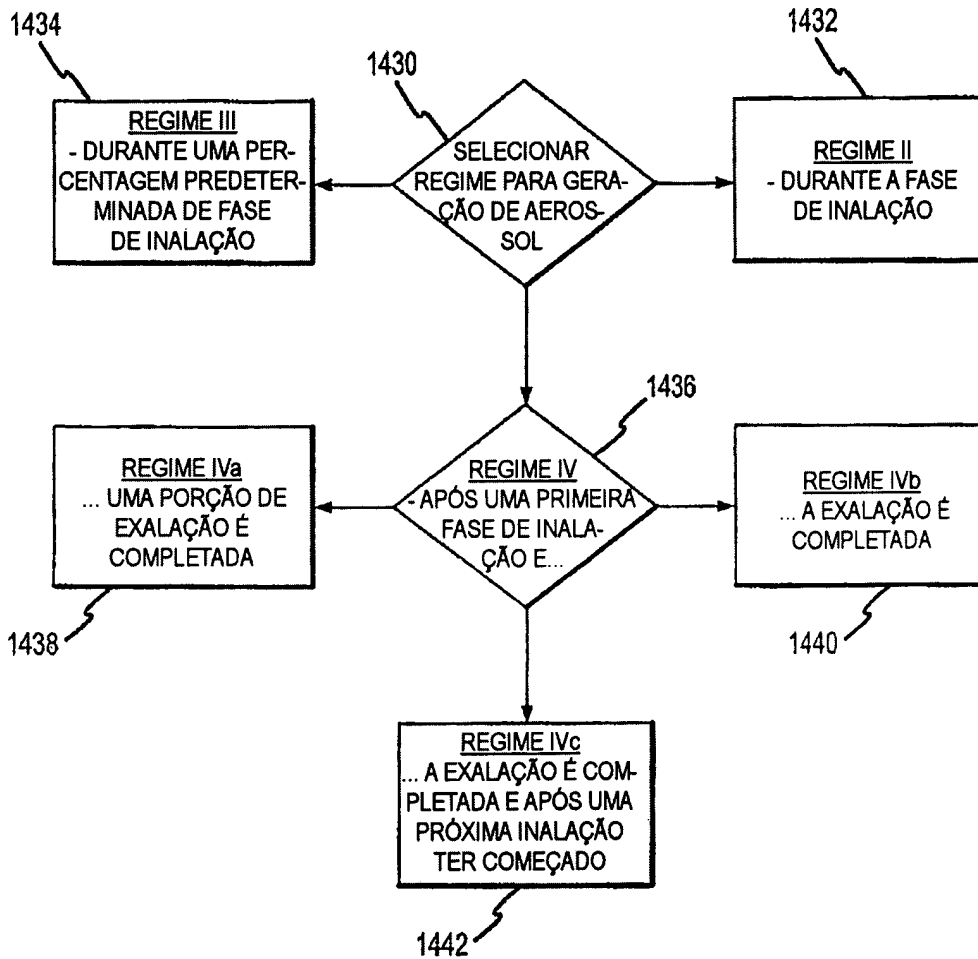 1434
1430
1432
REGIME III
- DURANTE UMA PER-
CENTAGEM PREDETER-
MINADA DE FASE
DE INALAÇÃO
SELECIONAR
REGIME PARA GERA-
ÇÃO DE AEROS-
SOL
REGIME II
- DURANTE A FASE
DE INALAÇÃO
1436
REGIME IVa
... UMA PORÇÃO DE
EXALAÇÃO É
COMPLETADA
REGIME IV
- APÓS UMA PRIMEIRA
FASE DE INALA-
ÇÃO E...
REGIME IVb
... A EXALAÇÃO É
COMPLETADA
1438
1440
REGIME IVc
... A EXALAÇÃO É COM-
PLETADA E APÓS UMA
PRÓXIMA INALAÇÃO
TER COMEÇADO
1442